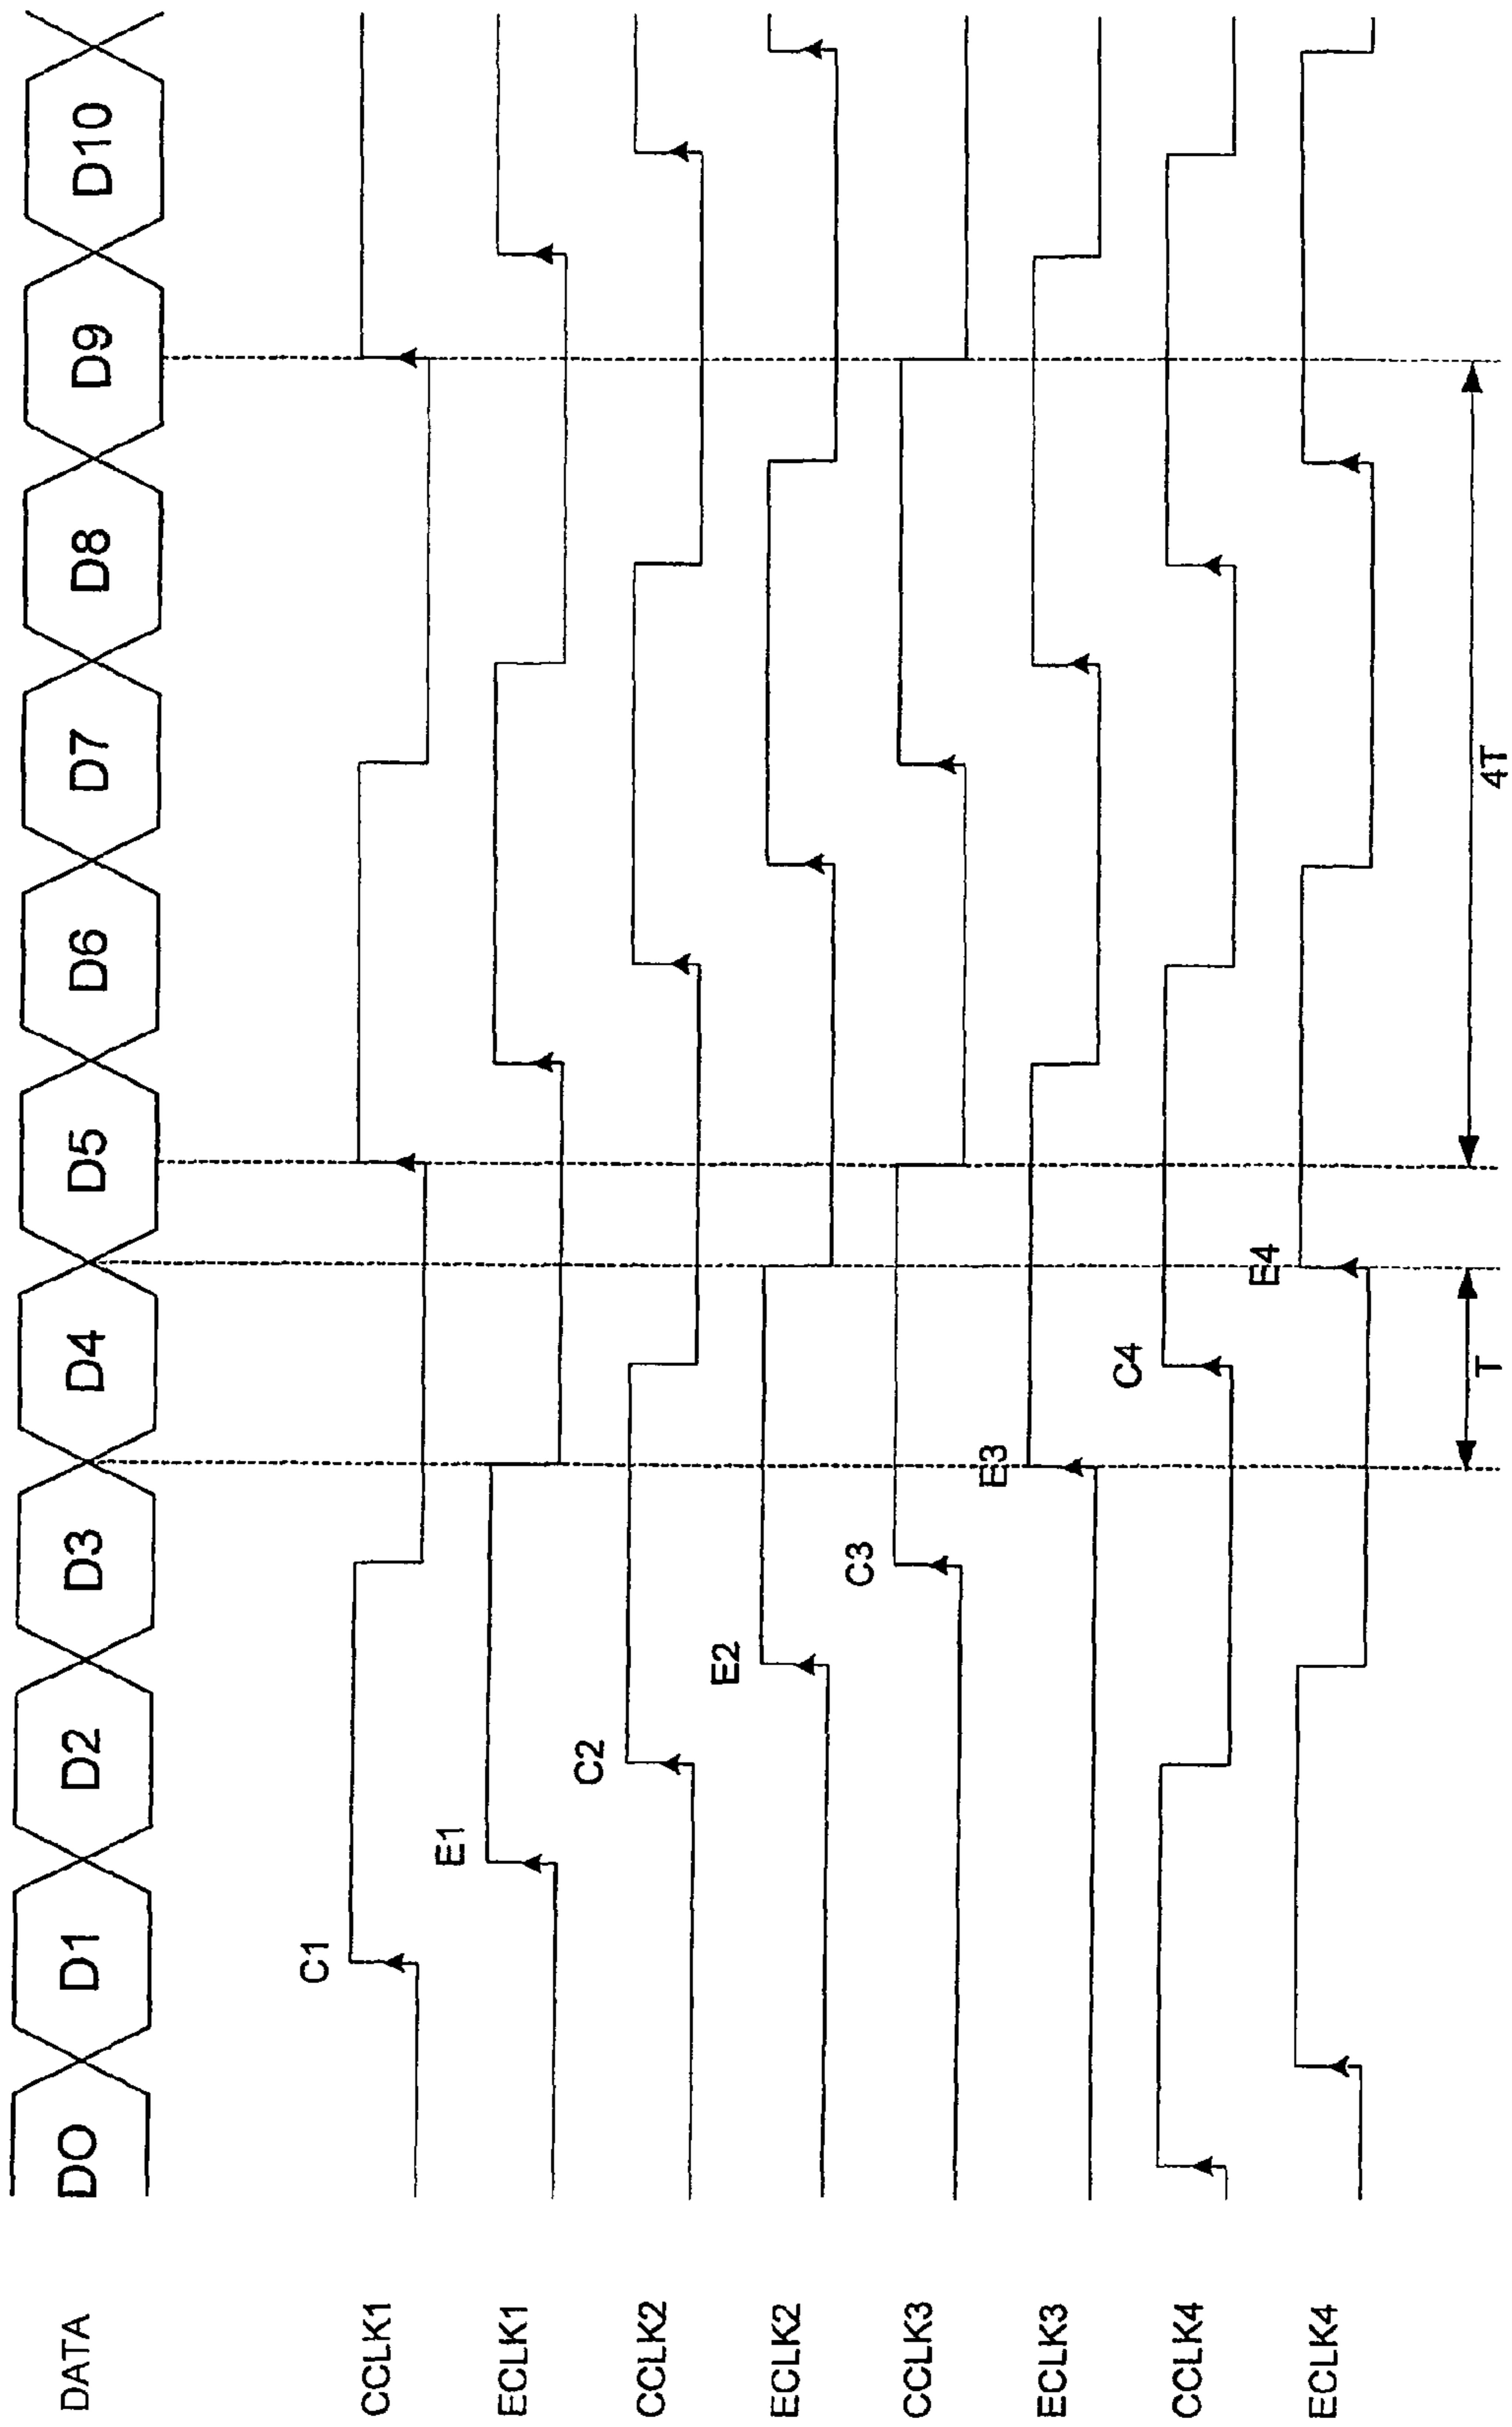 DATA
DO
D1
D2
D3
D4
D5
D6
D7
D8
D9
D10
CCLK1
C1
ECLK1
E1
CCLK2
C2
ECLK2
E2
CCLK3
C3
ECLK3
E3
CCLK4
C4
ECLK4
E4
T
4T